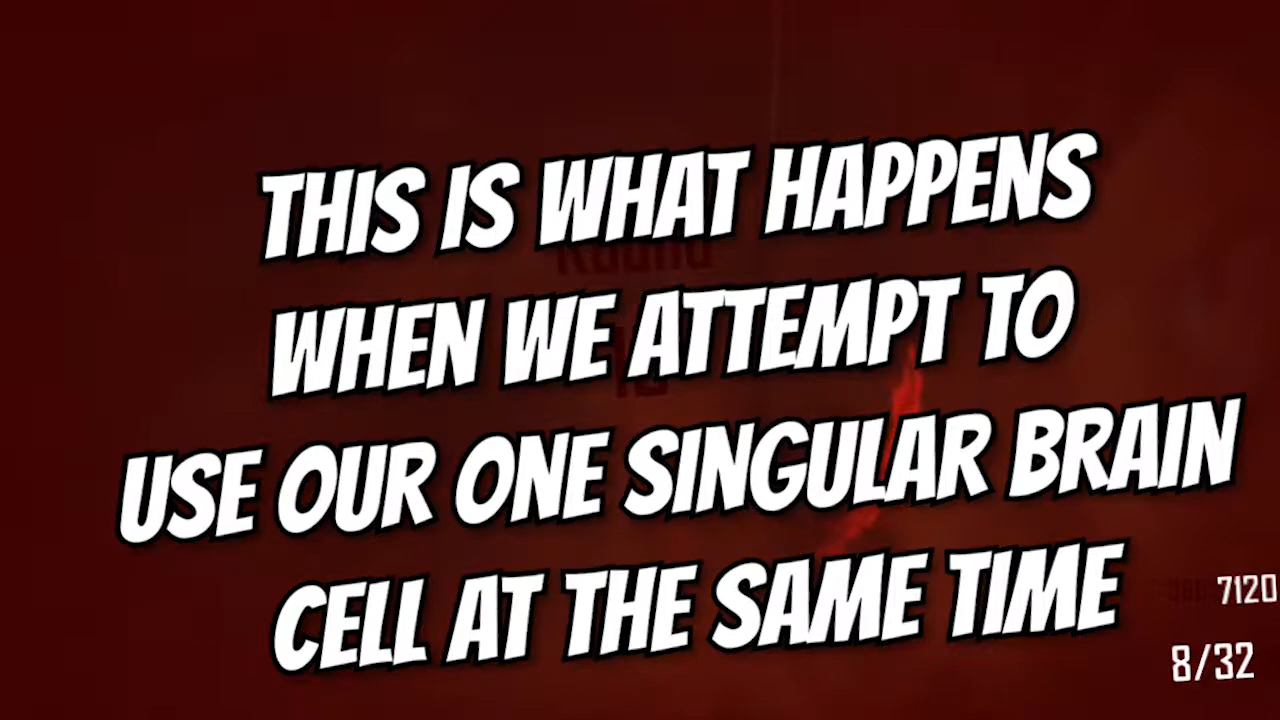 THIS IS WHAT HAPPENS
WHEN WE ATTEMPT TO
USE OUR ONE SINGULAR BRAIN
CELL AT THE SAME TIME
Round
7120
8/32